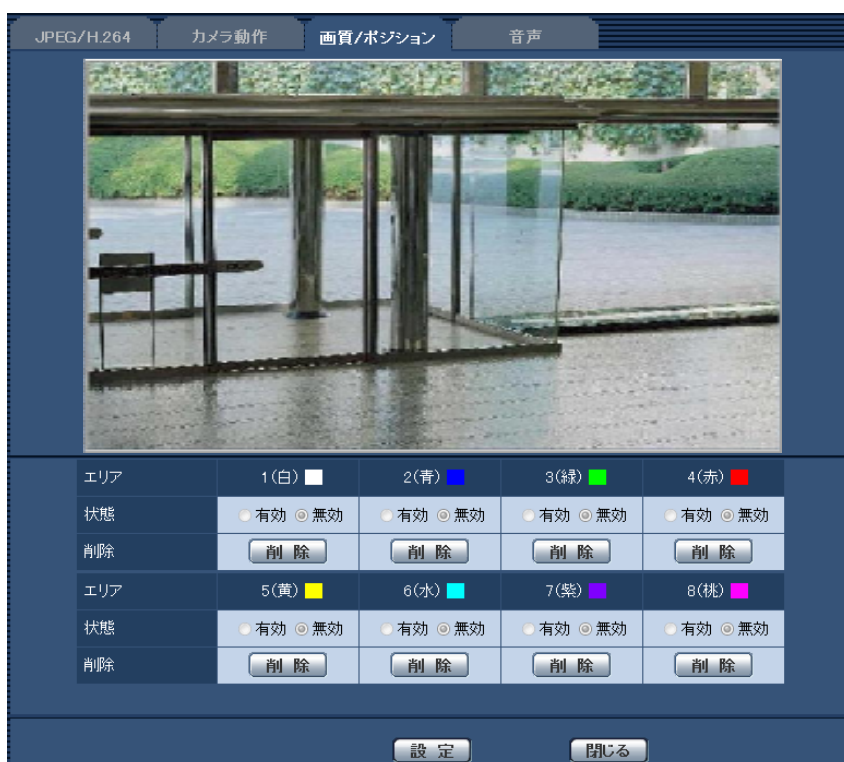 JPEG/H.264 カメラ動作 画質/ポジション 音声
エリア 1(白) 2(青) 3(緑) 4(赤)
状態 有効 無効 有効 無効 有効 無効 有効 無効
削除 削 除 削 除 削 除 削 除
エリア 5(黄) 6(水) 7(紫) 8(桃)
状態 有効 無効 有効 無効 有効 無効 有効 無効
削除 削 除 削 除 削 除 削 除
設 定 閉じる